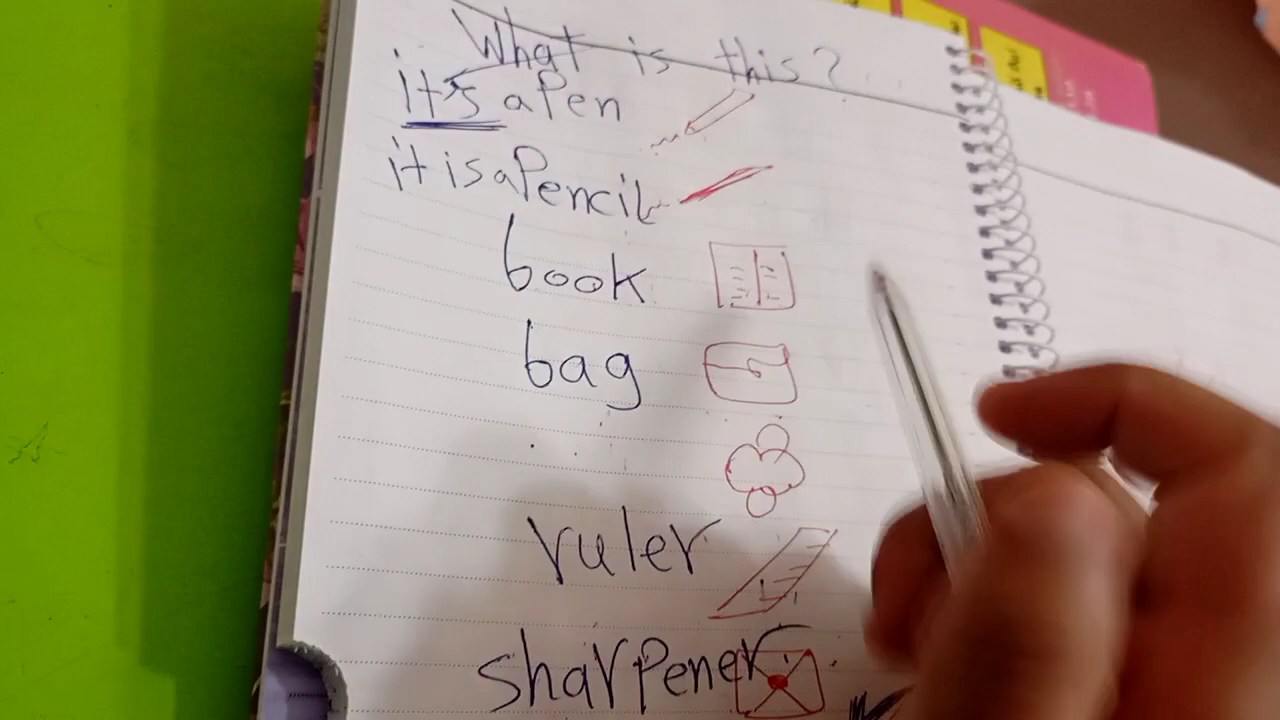 What is this?
it's a Pen
it is a Pencil
book
bag
ruler
sharpener